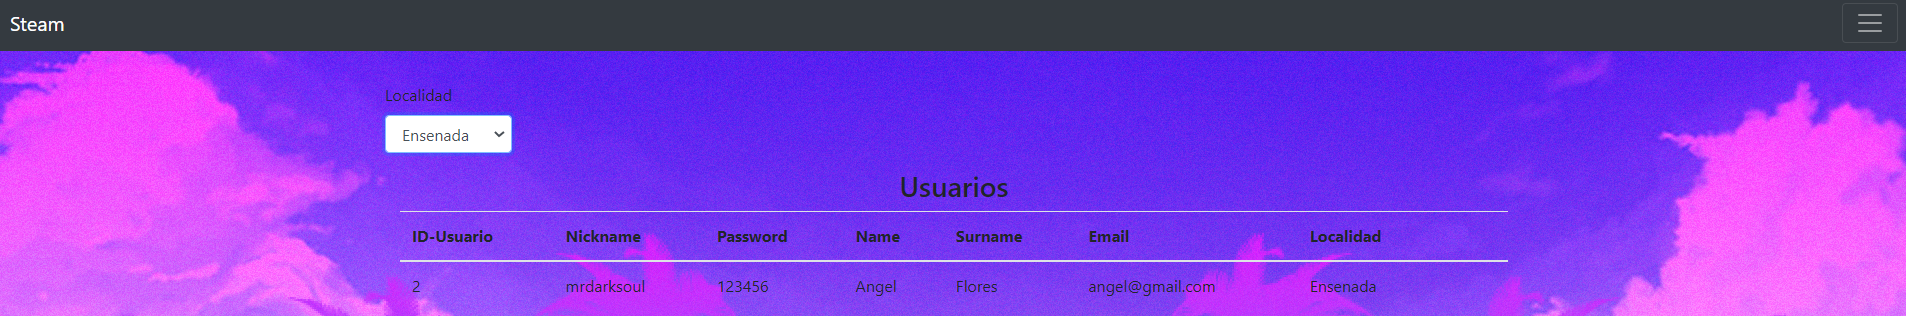 Steam
Localidad
Ensenada
Usuarios
ID-Usuario Nickname Password Name Surname Email Localidad
2 mrdarksoul 123456 Angel Flores angel@gmail.com Ensenada